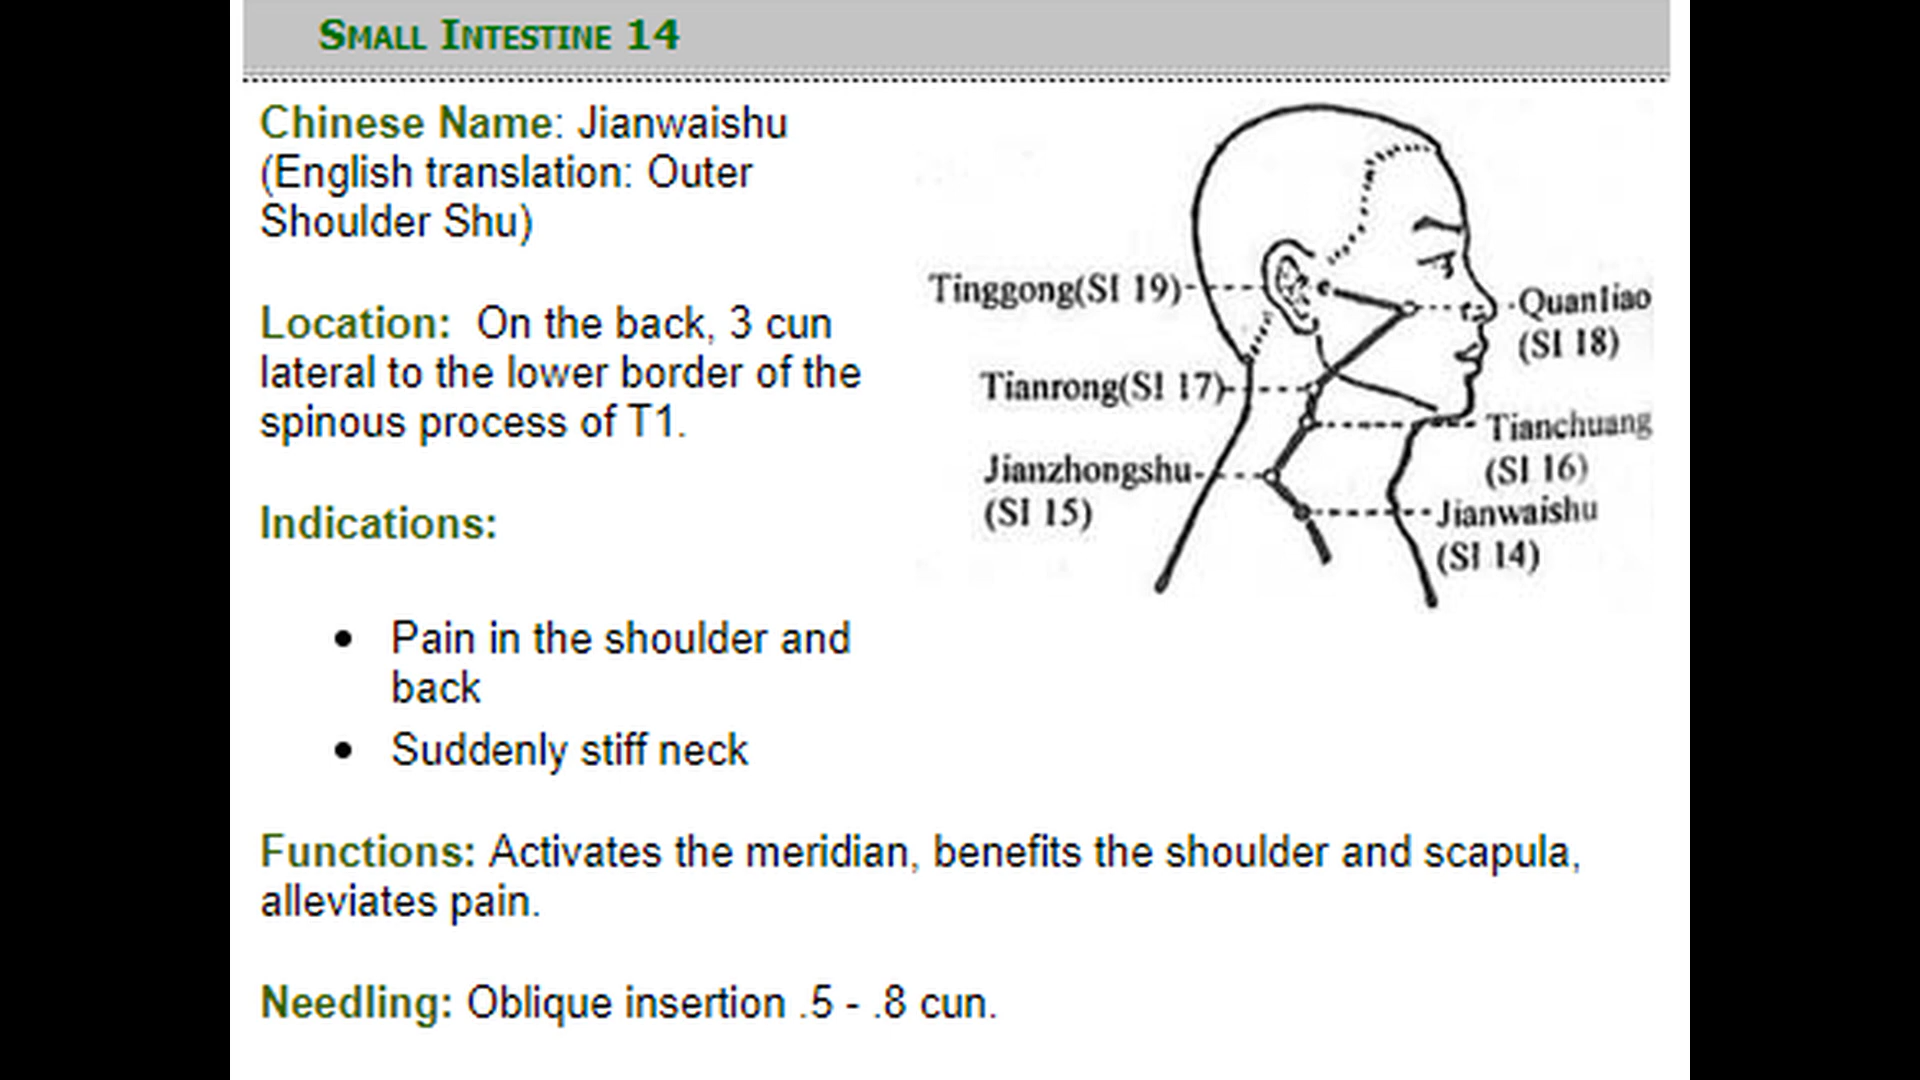 SMALL INTESTINE 14
Chinese Name: Jianwaishu
(English translation: Outer
Shoulder Shu)
Location: On the back, 3 cun
lateral to the lower border of the
spinous process of T1.
Indications:
• Pain in the shoulder and
back
• Suddenly stiff neck
Functions: Activates the meridian, benefits the shoulder and scapula,
alleviates pain.
Needling: Oblique insertion .5 - .8 cun.
Tinggong(SI 19)
Quanliao
(SI 18)
Tianrong(SI 17)
Tianchuang
(SI 16)
Jianzhongshu
(SI 15)
Jianwaishu
(SI 14)